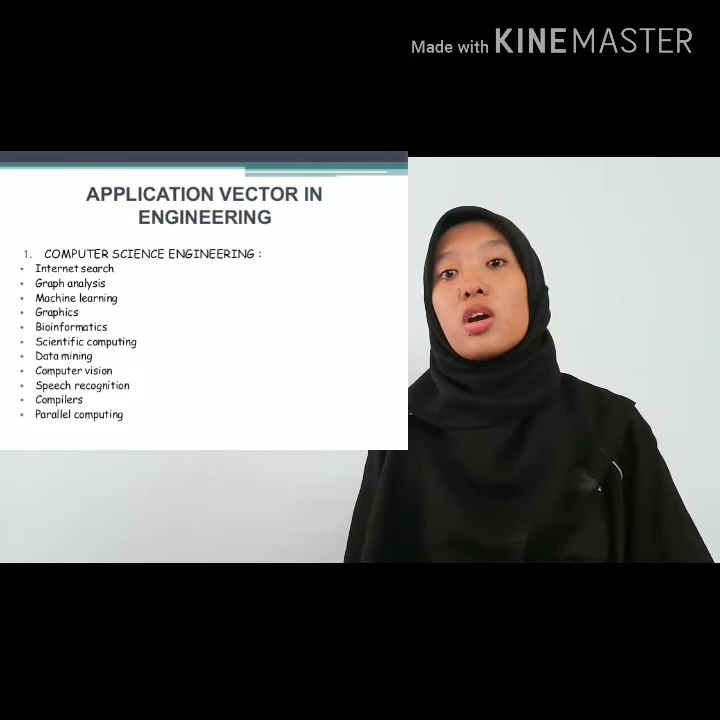 Made with KINEMASTER
APPLICATION VECTOR IN
ENGINEERING
1. COMPUTER SCIENCE ENGINEERING :
• Internet search
• Graph analysis
• Machine learning
• Graphics
• Bioinformatics
• Scientific computing
• Data mining
• Computer vision
• Speech recognition
• Compilers
• Parallel computing